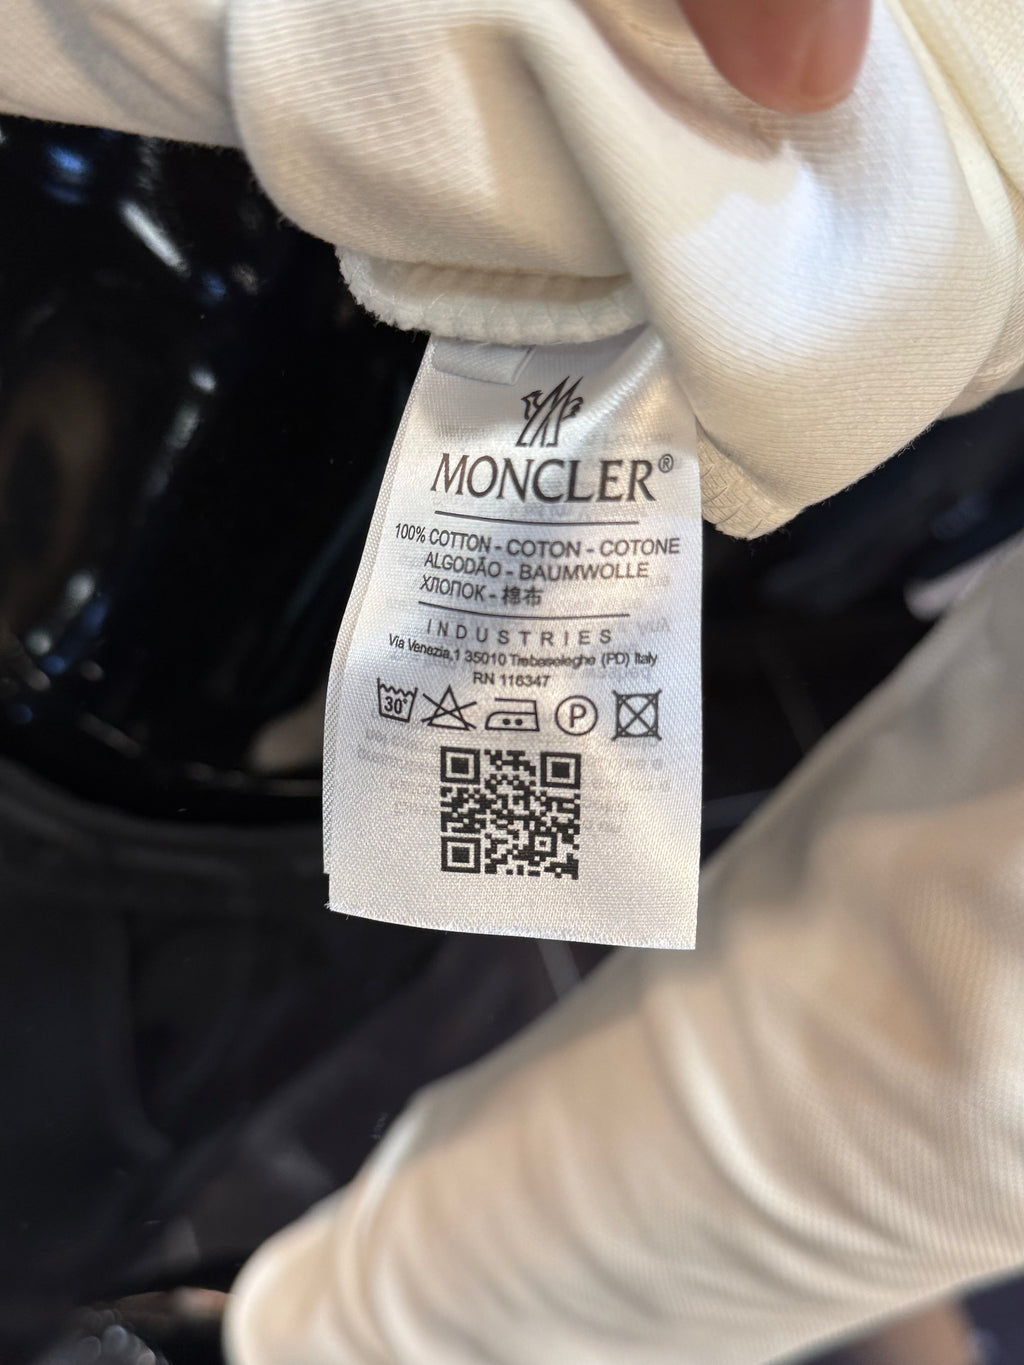 MONCLER®
100% COTTON - COTON - COTONE
ALGODÃO - BAUMWOLLE
ХЛОПОК - 棉布
INDUSTRIES
Via Venezia,1 35010 Trebaseleghe (PD) Italy
RN 116347
30°
P